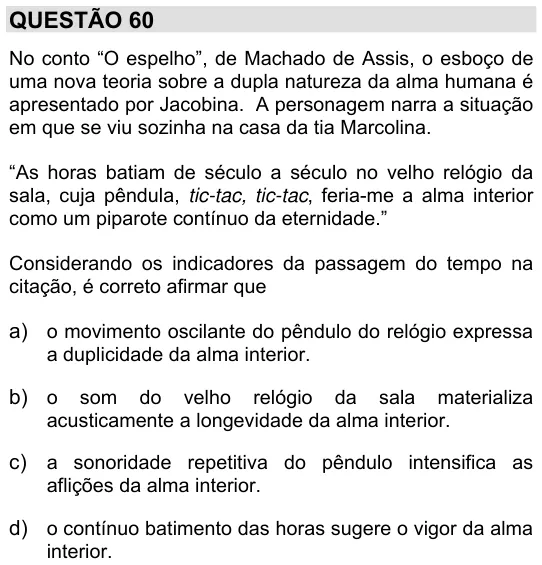 QUESTÃO 60
No conto “O espelho”, de Machado de Assis, o esboço de
uma nova teoria sobre a dupla natureza da alma humana é
apresentado por Jacobina. A personagem narra a situação
em que se viu sozinha na casa da tia Marcolina.
“As horas batiam de século a século no velho relógio da
sala, cuja pêndula, tic-tac, tic-tac, feria-me a alma interior
como um piparote contínuo da eternidade.”
Considerando os indicadores da passagem do tempo na
citação, é correto afirmar que
a) o movimento oscilante do pêndulo do relógio expressa
a duplicidade da alma interior.
b) o som do velho relógio da sala materializa
acusticamente a longevidade da alma interior.
c) a sonoridade repetitiva do pêndulo intensifica as
aflições da alma interior.
d) o contínuo batimento das horas sugere o vigor da alma
interior.